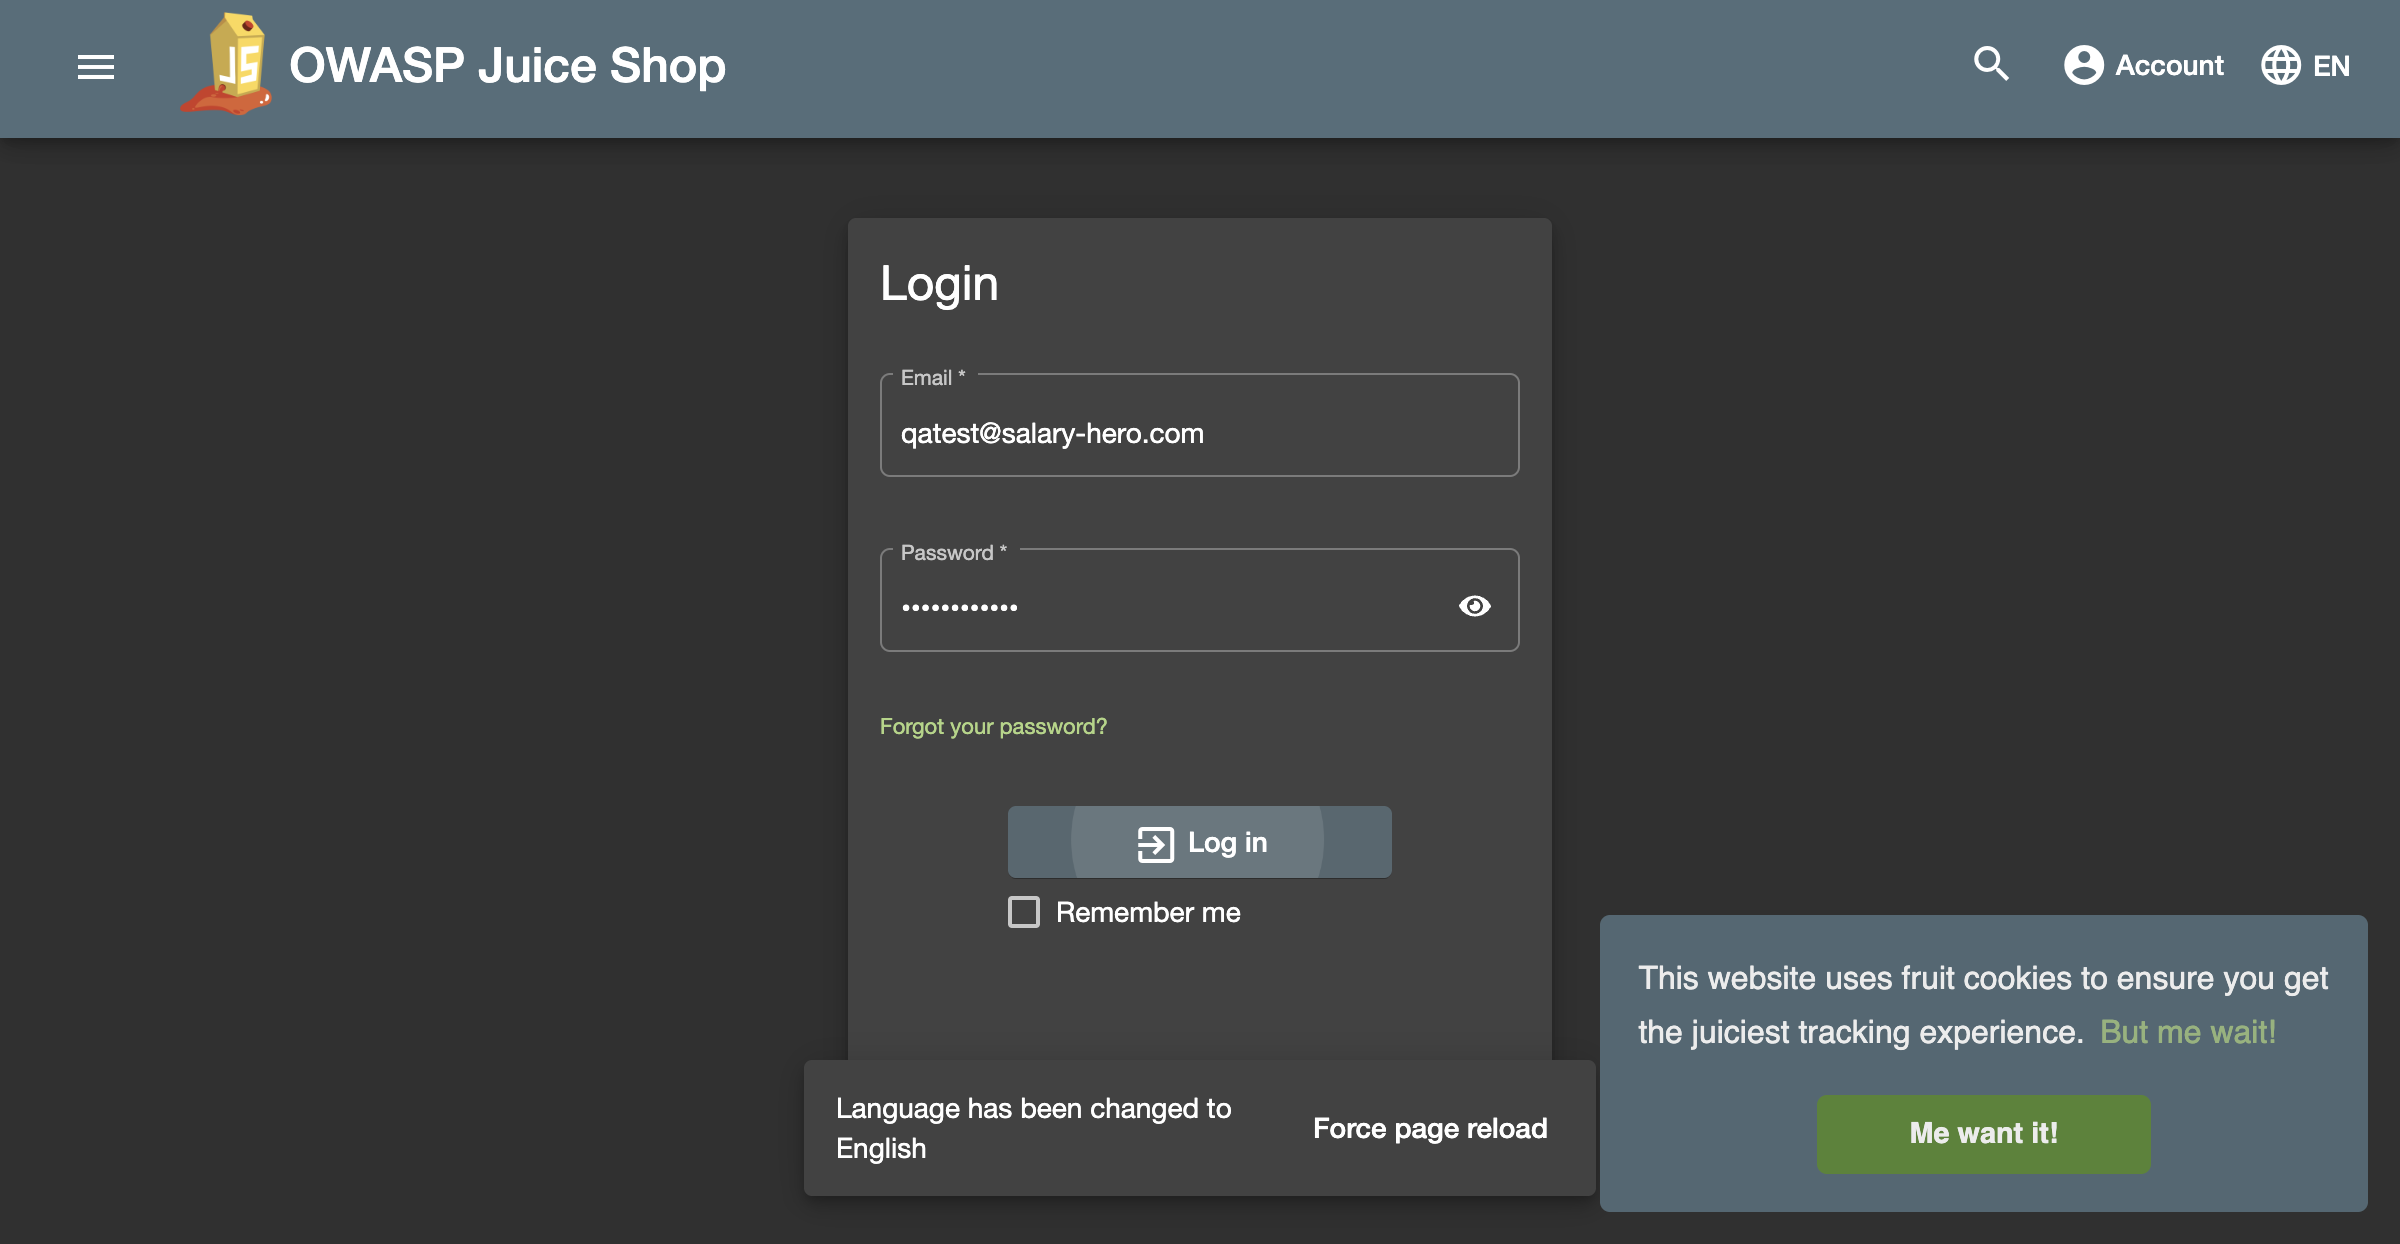 JS
OWASP Juice Shop
Account
EN
Login
Email *
qatest@salary-hero.com
Password *
••••••••••••
Forgot your password?
Log in
Remember me
This website uses fruit cookies to ensure you get
the juiciest tracking experience. But me wait!
Me want it!
Language has been changed to
English
Force page reload